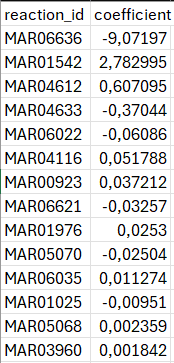 reaction_id coefficient
MAR06636 -9,07197
MAR01542 2,782995
MAR04612 0,607095
MAR04633 -0,37044
MAR06022 -0,06086
MAR04116 0,051788
MAR00923 0,037212
MAR06621 -0,03257
MAR01976 0,0253
MAR05070 -0,02504
MAR06035 0,011274
MAR01025 -0,00951
MAR05068 0,002359
MAR03960 0,001842